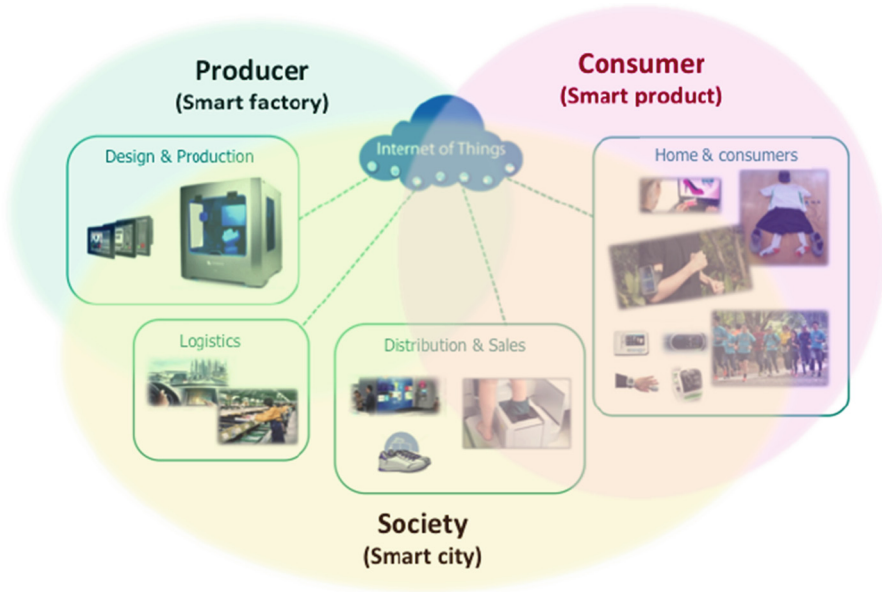 Producer
(Smart factory)
Consumer
(Smart product)
Internet of Things
Design & Production
Home & consumers
Logistics
Distribution & Sales
Society
(Smart city)